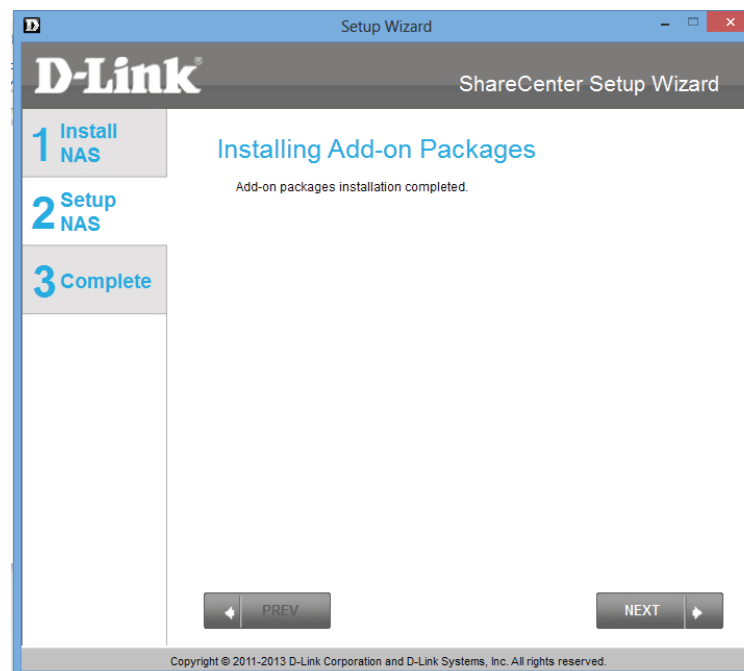 D
Setup Wizard
D-Link®
ShareCenter Setup Wizard
1 Install
NAS
Installing Add-on Packages
Add-on packages installation completed.
2 Setup
NAS
3 Complete
PREV
NEXT
Copyright © 2011-2013 D-Link Corporation and D-Link Systems, Inc. All rights reserved.